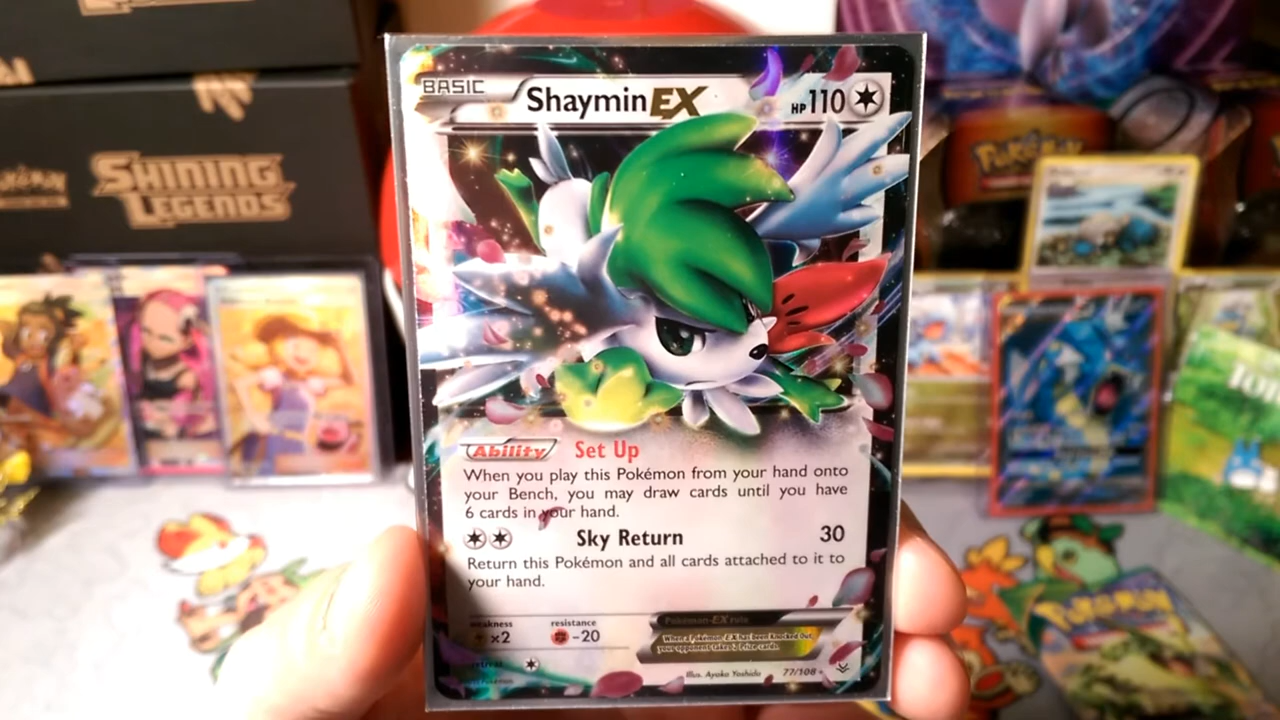 BASIC
Shaymin EX
HP 110
Ability Set Up
When you play this Pokémon from your hand onto
your Bench, you may draw cards until you have
6 cards in your hand.
Sky Return 30
Return this Pokémon and all cards attached to it to
your hand.
weakness
×2
resistance
-20
Pokémon-EX rule
When a Pokémon-EX has been Knocked Out,
your opponent takes 2 Prize cards.
Illus. Ayaka Yoshida
77/108
Pokémon
SHINING
LEGENDS
Pokémon
POKÉMON